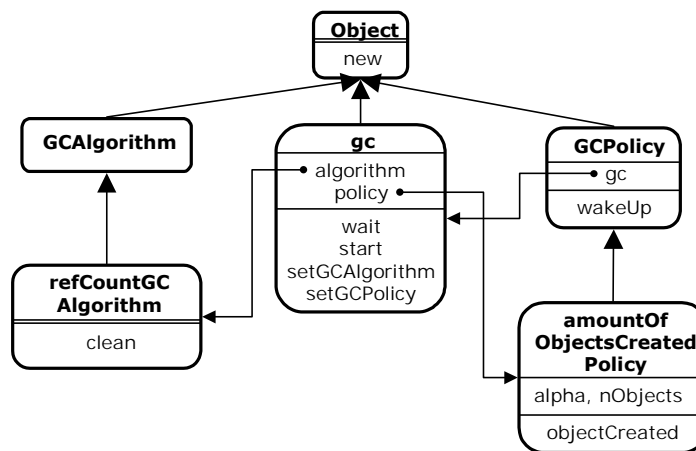 Object
new
GCAlgorithm
gc
algorithm
policy
wait
start
setGCAlgorithm
setGCPolicy
GCPolicy
gc
wakeUp
refCountGC
Algorithm
clean
amountOf
ObjectsCreated
Policy
alpha, nObjects
objectCreated